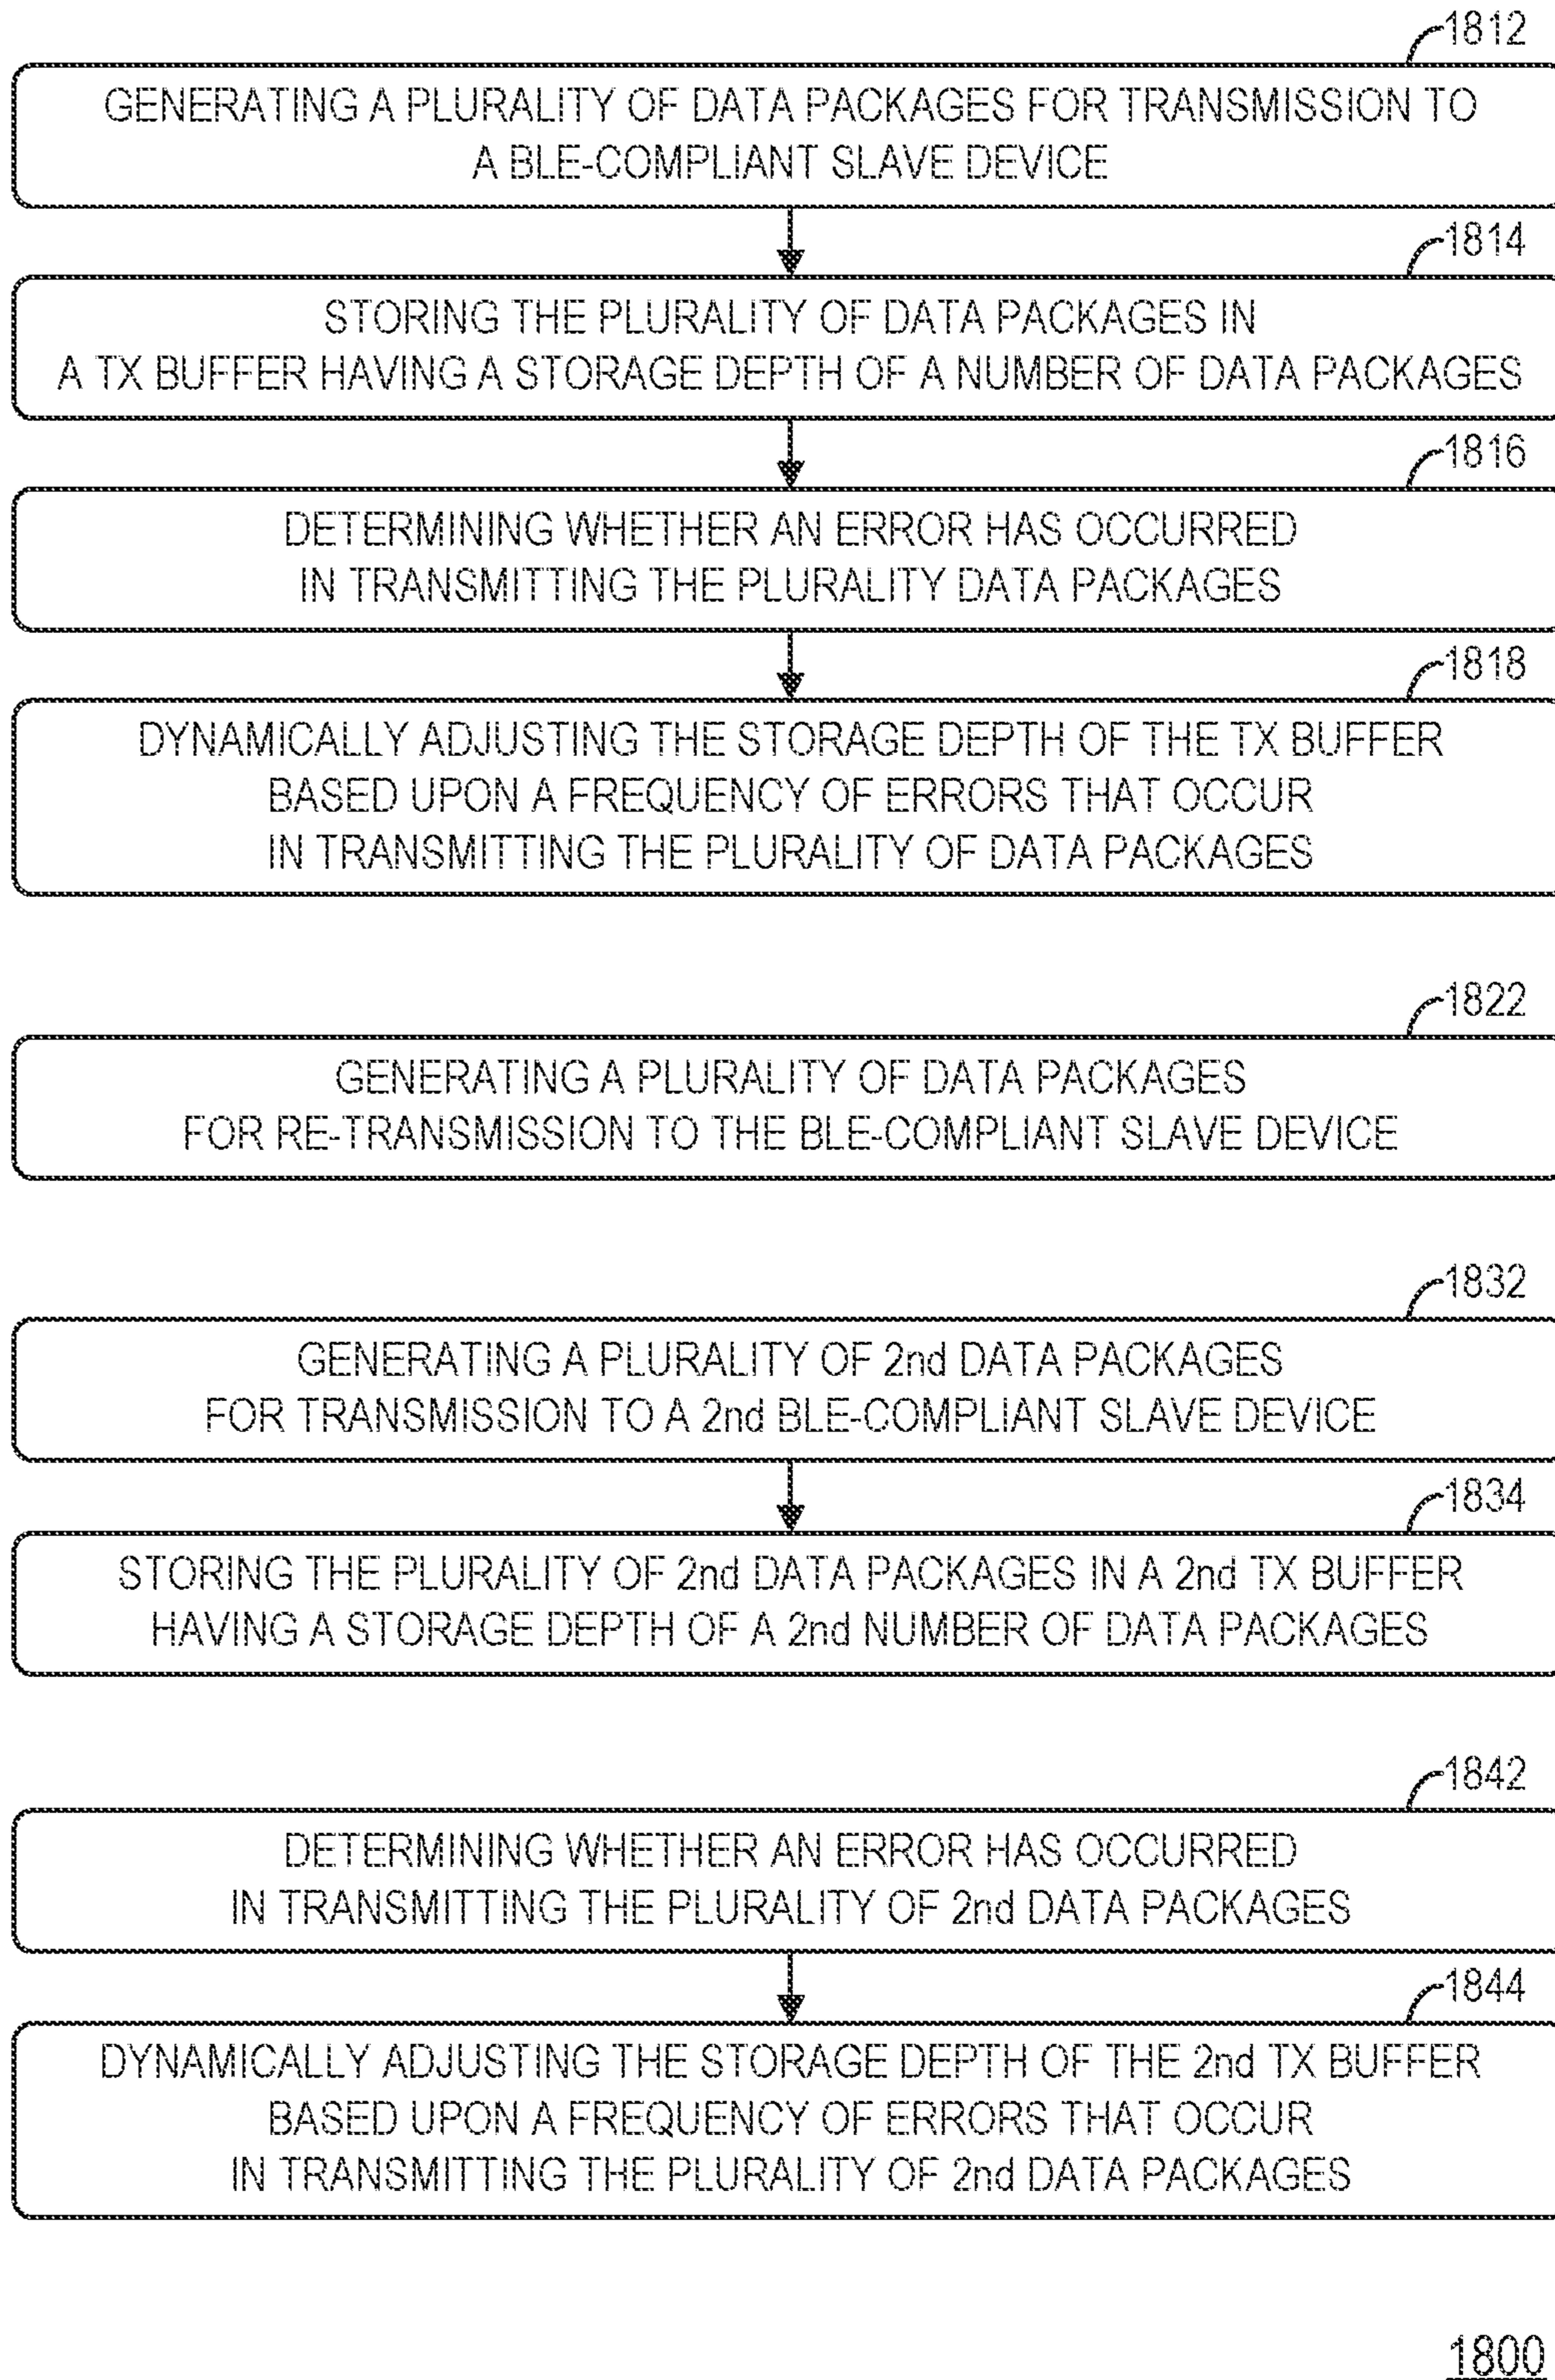 1812
GENERATING A PLURALITY OF DATA PACKAGES FOR TRANSMISSION TO
A BLE-COMPLIANT SLAVE DEVICE
1814
STORING THE PLURALITY OF DATA PACKAGES IN
A TX BUFFER HAVING A STORAGE DEPTH OF A NUMBER OF DATA PACKAGES
1816
DETERMINING WHETHER AN ERROR HAS OCCURRED
IN TRANSMITTING THE PLURALITY DATA PACKAGES
1818
DYNAMICALLY ADJUSTING THE STORAGE DEPTH OF THE TX BUFFER
BASED UPON A FREQUENCY OF ERRORS THAT OCCUR
IN TRANSMITTING THE PLURALITY OF DATA PACKAGES
1822
GENERATING A PLURALITY OF DATA PACKAGES
FOR RE-TRANSMISSION TO THE BLE-COMPLIANT SLAVE DEVICE
1832
GENERATING A PLURALITY OF 2nd DATA PACKAGES
FOR TRANSMISSION TO A 2nd BLE-COMPLIANT SLAVE DEVICE
1834
STORING THE PLURALITY OF 2nd DATA PACKAGES IN A 2nd TX BUFFER
HAVING A STORAGE DEPTH OF A 2nd NUMBER OF DATA PACKAGES
1842
DETERMINING WHETHER AN ERROR HAS OCCURRED
IN TRANSMITTING THE PLURALITY OF 2nd DATA PACKAGES
1844
DYNAMICALLY ADJUSTING THE STORAGE DEPTH OF THE 2nd TX BUFFER
BASED UPON A FREQUENCY OF ERRORS THAT OCCUR
IN TRANSMITTING THE PLURALITY OF 2nd DATA PACKAGES
1800